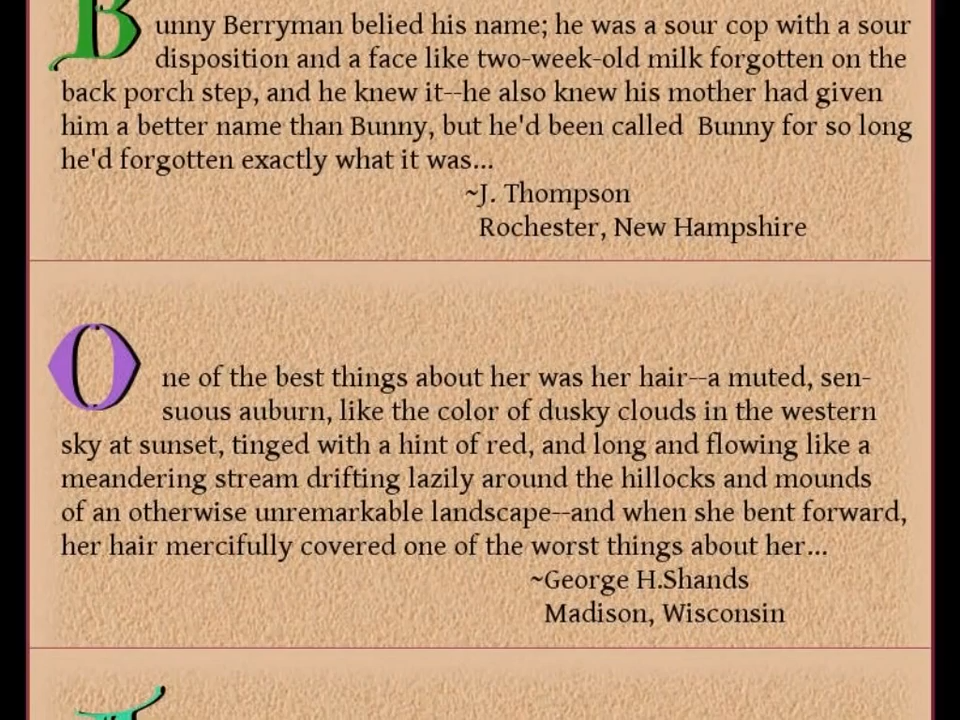 Bunny Berryman belied his name; he was a sour cop with a sour
disposition and a face like two-week-old milk forgotten on the
back porch step, and he knew it--he also knew his mother had given
him a better name than Bunny, but he'd been called Bunny for so long
he'd forgotten exactly what it was...
~J. Thompson
Rochester, New Hampshire
One of the best things about her was her hair--a muted, sen-
suous auburn, like the color of dusky clouds in the western
sky at sunset, tinged with a hint of red, and long and flowing like a
meandering stream drifting lazily around the hillocks and mounds
of an otherwise unremarkable landscape--and when she bent forward,
her hair mercifully covered one of the worst things about her...
~George H.Shands
Madison, Wisconsin